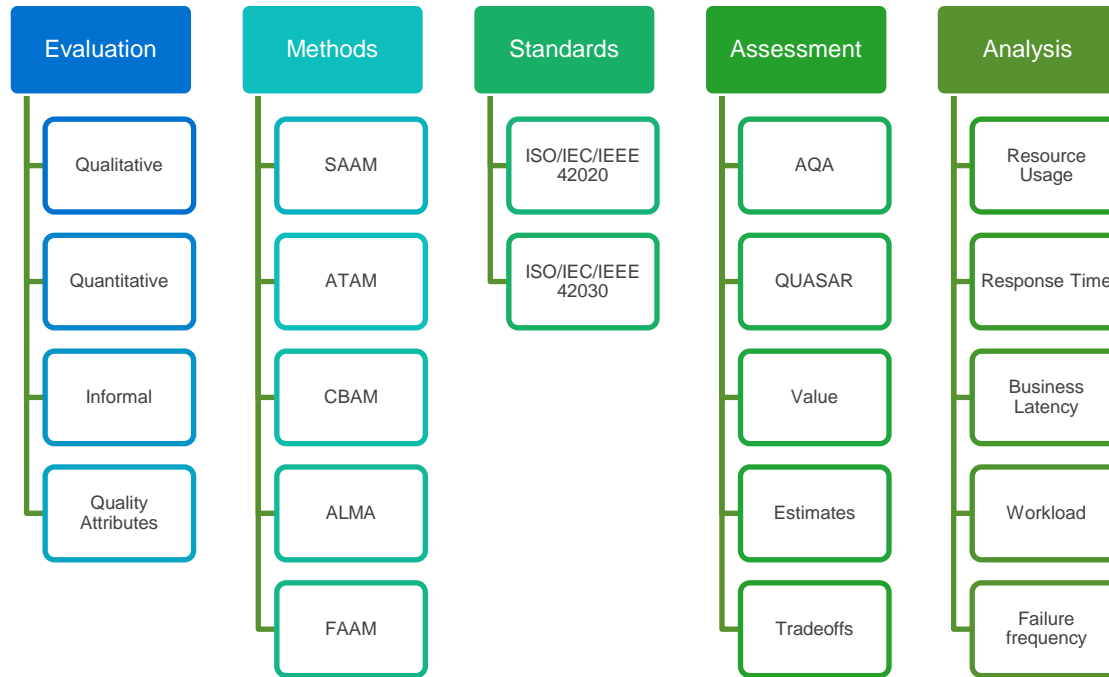 Evaluation
Qualitative
Quantitative
Informal
Quality
Attributes
Methods
SAAM
ATAM
CBAM
ALMA
FAAM
Standards
ISO/IEC/IEEE
42020
ISO/IEC/IEEE
42030
Assessment
AQA
QUASAR
Value
Estimates
Tradeoffs
Analysis
Resource
Usage
Response Time
Business
Latency
Workload
Failure
frequency